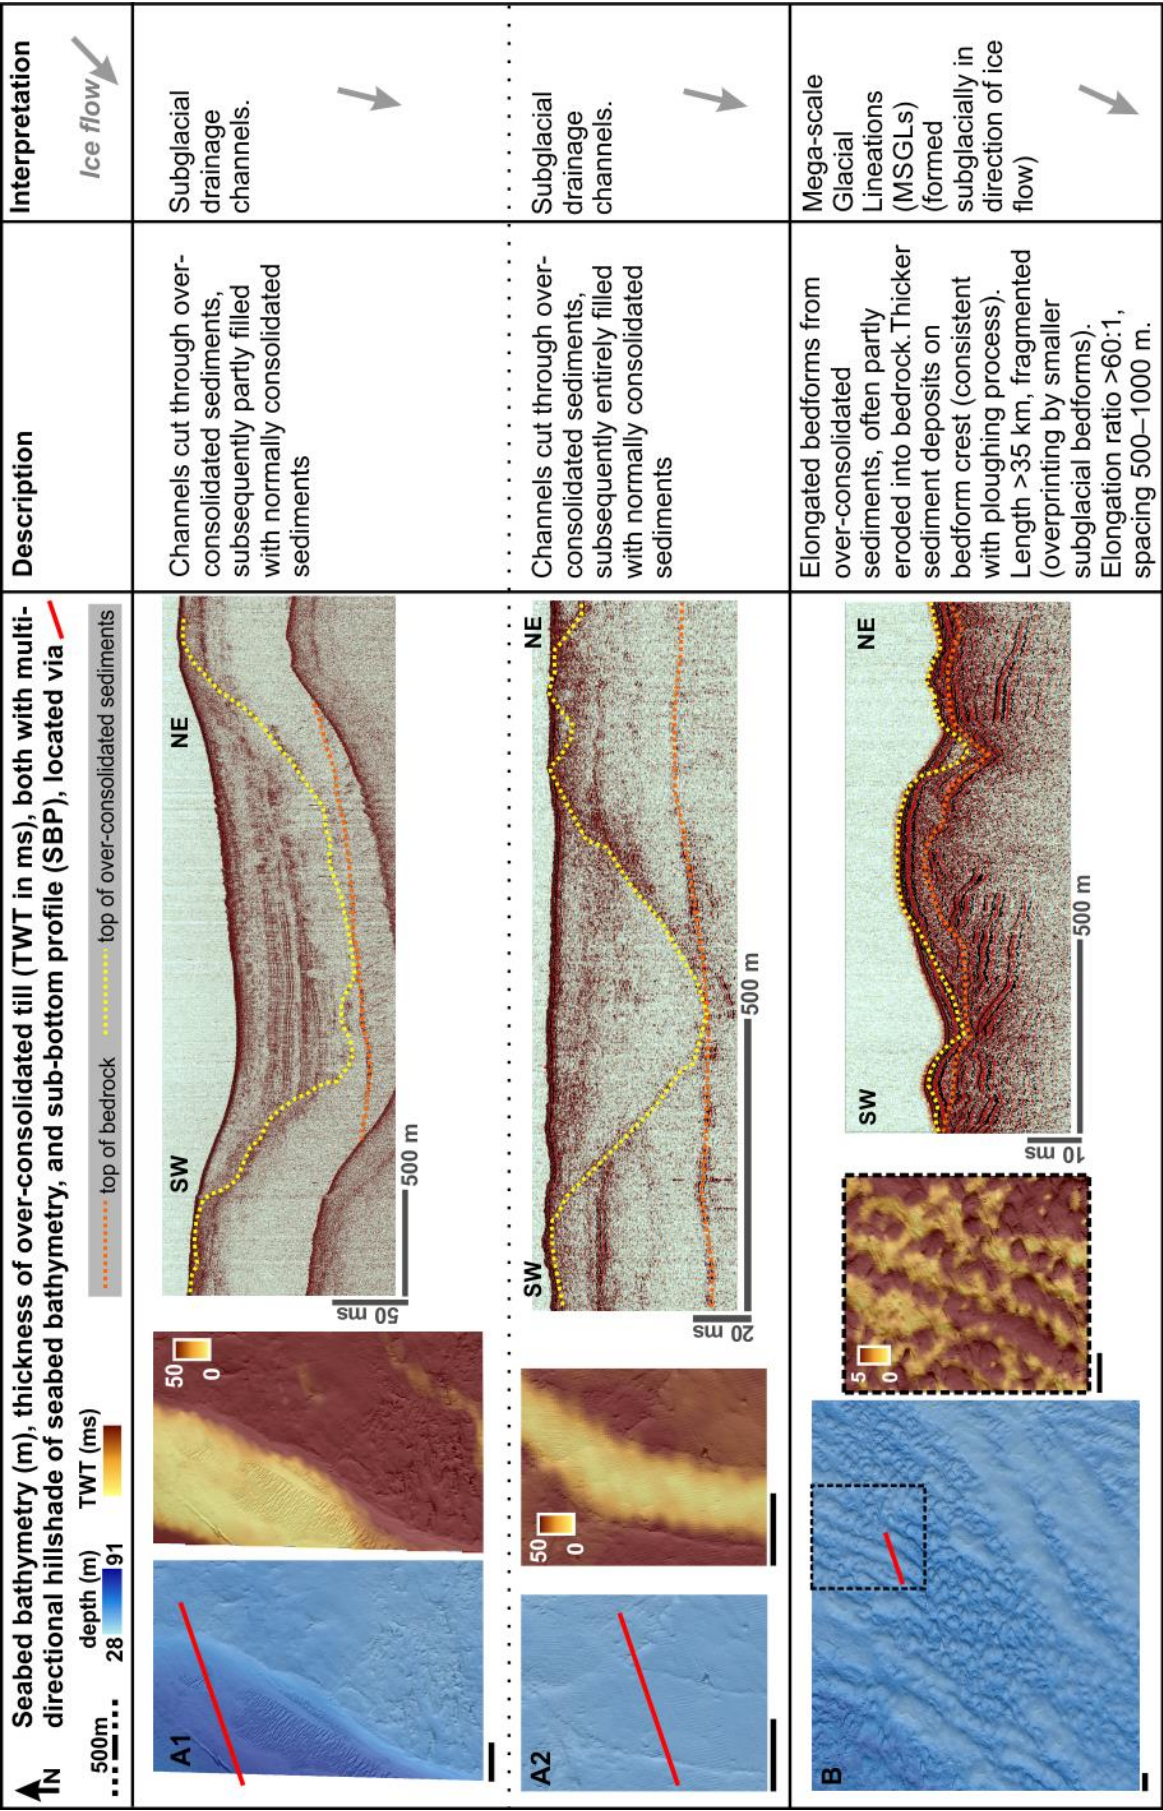 N
Seabed bathymetry (m), thickness of over-consolidated till (TWT in ms), both with multi-
directional hillshade of seabed bathymetry, and sub-bottom profile (SBP), located via
500m
depth (m)
28 91
TWT (ms)
top of bedrock
top of over-consolidated sediments
Description
Interpretation
Ice flow
A1
50
0
SW
NE
50 ms
500 m
Channels cut through over-
consolidated sediments,
subsequently partly filled
with normally consolidated
sediments
Subglacial
drainage
channels.
A2
50
0
SW
NE
20 ms
500 m
Channels cut through over-
consolidated sediments,
subsequently entirely filled
with normally consolidated
sediments
Subglacial
drainage
channels.
B
5
0
SW
NE
10 ms
500 m
Elongated bedforms from
over-consolidated
sediments, often partly
eroded into bedrock.Thicker
sediment deposits on
bedform crest (consistent
with ploughing process).
Length >35 km, fragmented
(overprinting by smaller
subglacial bedforms).
Elongation ratio >60:1,
spacing 500–1000 m.
Mega-scale
Glacial
Lineations
(MSGLs)
(formed
subglacially in
direction of ice
flow)